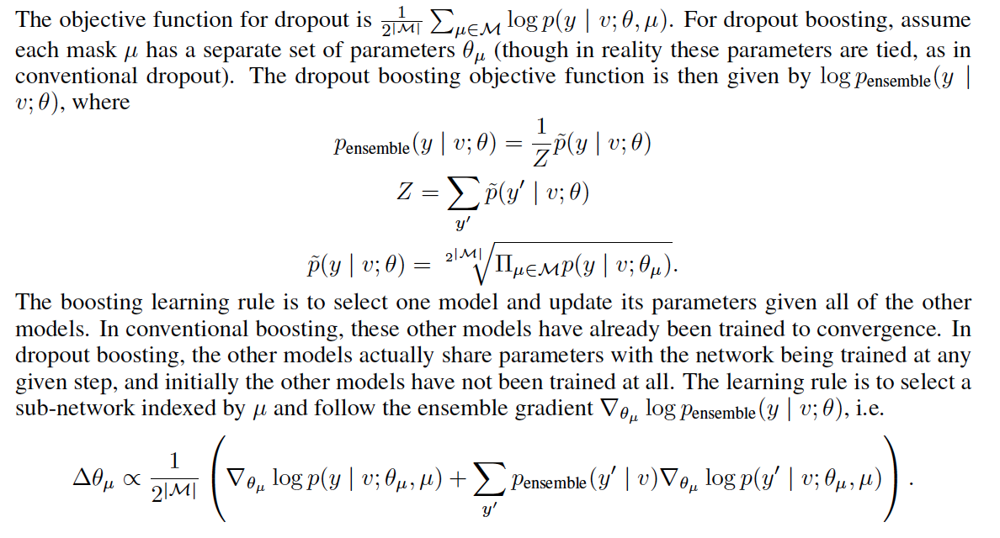 The objective function for dropout is $\frac{1}{2^{|\mathcal{M}|}} \sum_{\mu \in \mathcal{M}} \log p(y \mid v; \theta, \mu)$. For dropout boosting, assume
each mask $\mu$ has a separate set of parameters $\theta_\mu$ (though in reality these parameters are tied, as in
conventional dropout). The dropout boosting objective function is then given by $\log p_{\text{ensemble}}(y \mid$
$v; \theta)$, where
$p_{\text{ensemble}}(y \mid v; \theta) = \frac{1}{Z} \tilde{p}(y \mid v; \theta)$
$Z = \sum_{y'} \tilde{p}(y' \mid v; \theta)$
$\tilde{p}(y \mid v; \theta) = \sqrt[2^{|\mathcal{M}|}]{\Pi_{\mu \in \mathcal{M}} p(y \mid v; \theta_\mu)}.$
The boosting learning rule is to select one model and update its parameters given all of the other
models. In conventional boosting, these other models have already been trained to convergence. In
dropout boosting, the other models actually share parameters with the network being trained at any
given step, and initially the other models have not been trained at all. The learning rule is to select a
sub-network indexed by $\mu$ and follow the ensemble gradient $\nabla_{\theta_\mu} \log p_{\text{ensemble}}(y \mid v; \theta)$, i.e.
$\Delta \theta_\mu \propto \frac{1}{2^{|\mathcal{M}|}} \left( \nabla_{\theta_\mu} \log p(y \mid v; \theta_\mu, \mu) + \sum_{y'} p_{\text{ensemble}}(y' \mid v) \nabla_{\theta_\mu} \log p(y' \mid v; \theta_\mu, \mu) \right).$